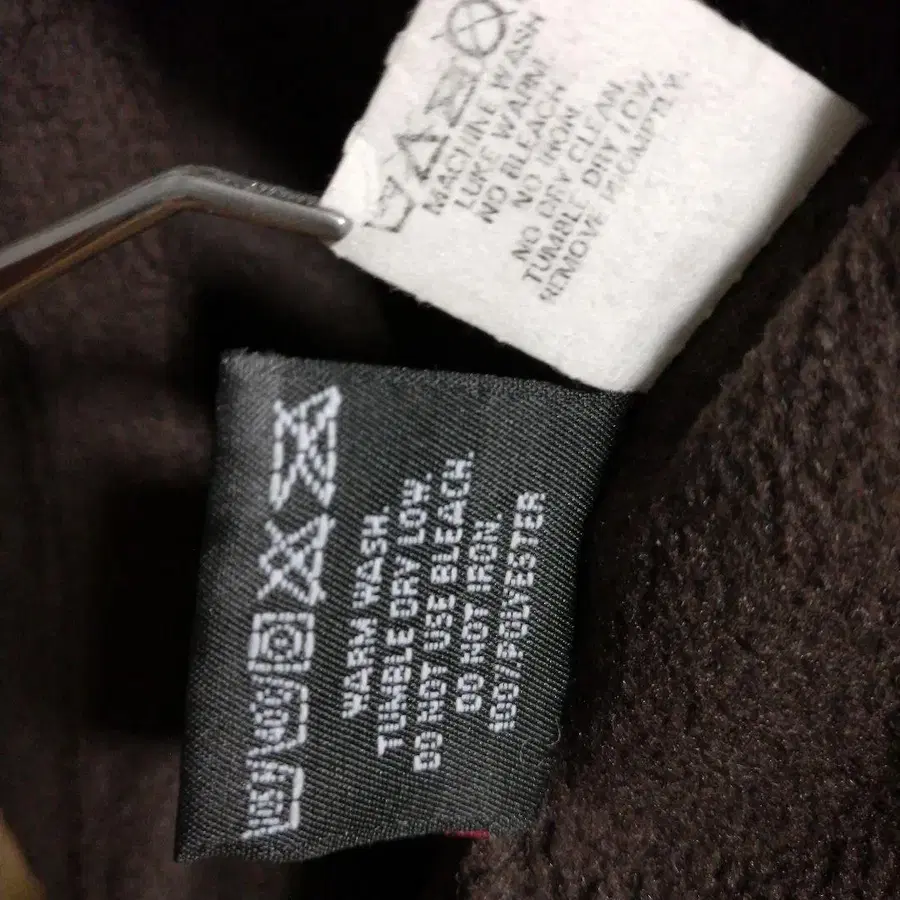 MACHINE WASH
LUKE WARM
NO BLEACH
NO IRON
NO DRY CLEAN
TUMBLE DRY LOW,
REMOVE PROMPTLY.
WARM WASH.
TUMBLE DRY LOW.
DO NOT USE BLEACH.
DO NOT IRON.
100/POLYESTER